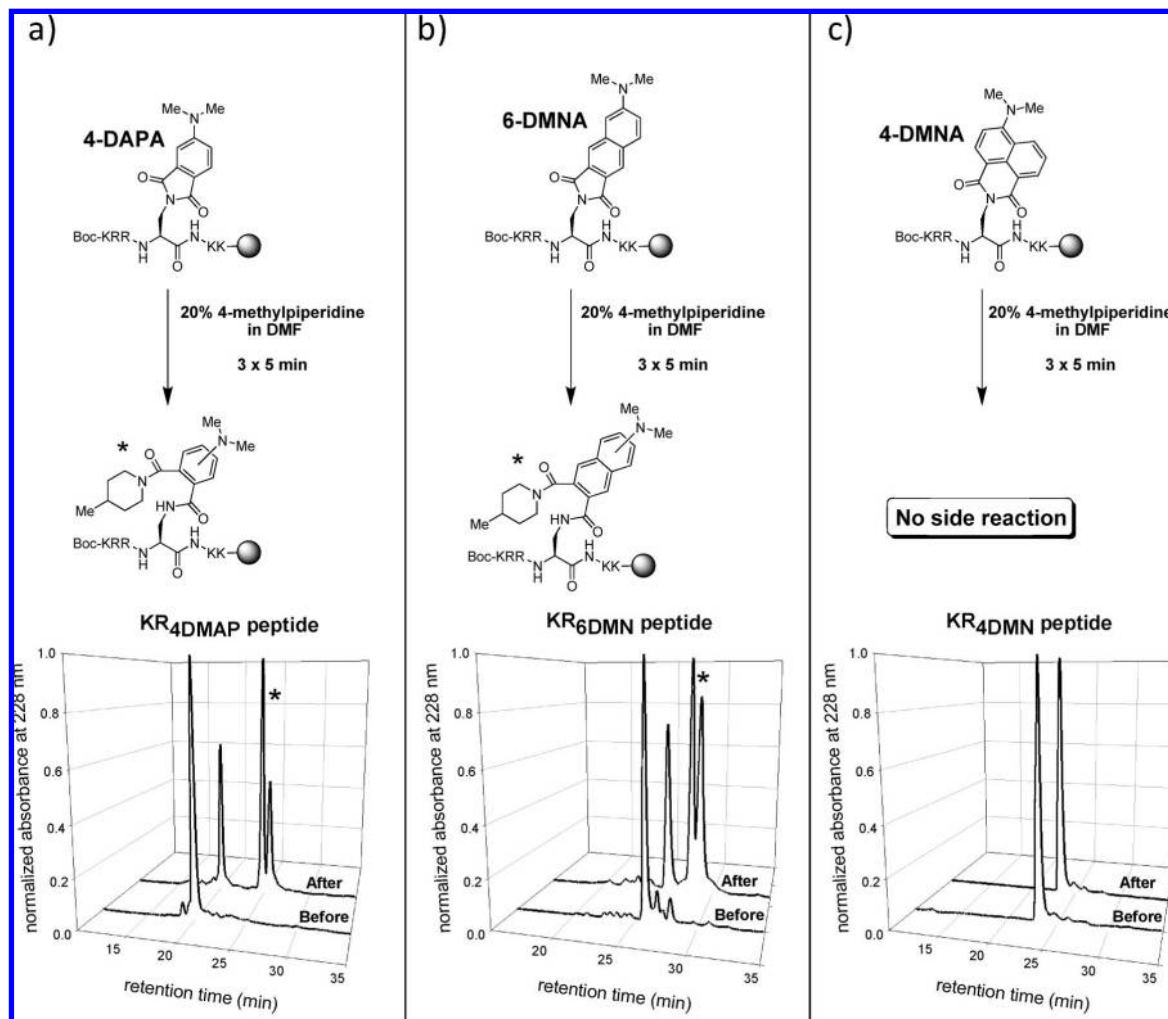 a)
Me
Me
N
4-DAPA
O
N
O
Boc-KRR
N
H
O
H
N
KK
20% 4-methylpiperidine
in DMF
3 x 5 min
*
O
N
Me
N
Me
Me
NH
O
Boc-KRR
N
H
O
H
N
KK
KR4DMAP peptide
normalized absorbance at 228 nm
1.0
0.8
0.6
0.4
0.2
0.0
*
After
Before
15
20
25
30
35
retention time (min)
b)
Me
Me
N
6-DMNA
O
N
O
Boc-KRR
N
H
O
H
N
KK
20% 4-methylpiperidine
in DMF
3 x 5 min
*
O
N
Me
N
Me
Me
NH
O
Boc-KRR
N
H
O
H
N
KK
KR6DMN peptide
normalized absorbance at 228 nm
1.0
0.8
0.6
0.4
0.2
0.0
*
After
Before
20
25
30
35
retention time (min)
c)
Me
N
Me
4-DMNA
O
N
O
Boc-KRR
N
H
O
H
N
KK
20% 4-methylpiperidine
in DMF
3 x 5 min
No side reaction
KR4DMN peptide
normalized absorbance at 228 nm
1.0
0.8
0.6
0.4
0.2
0.0
After
Before
15
20
25
30
35
retention time (min)